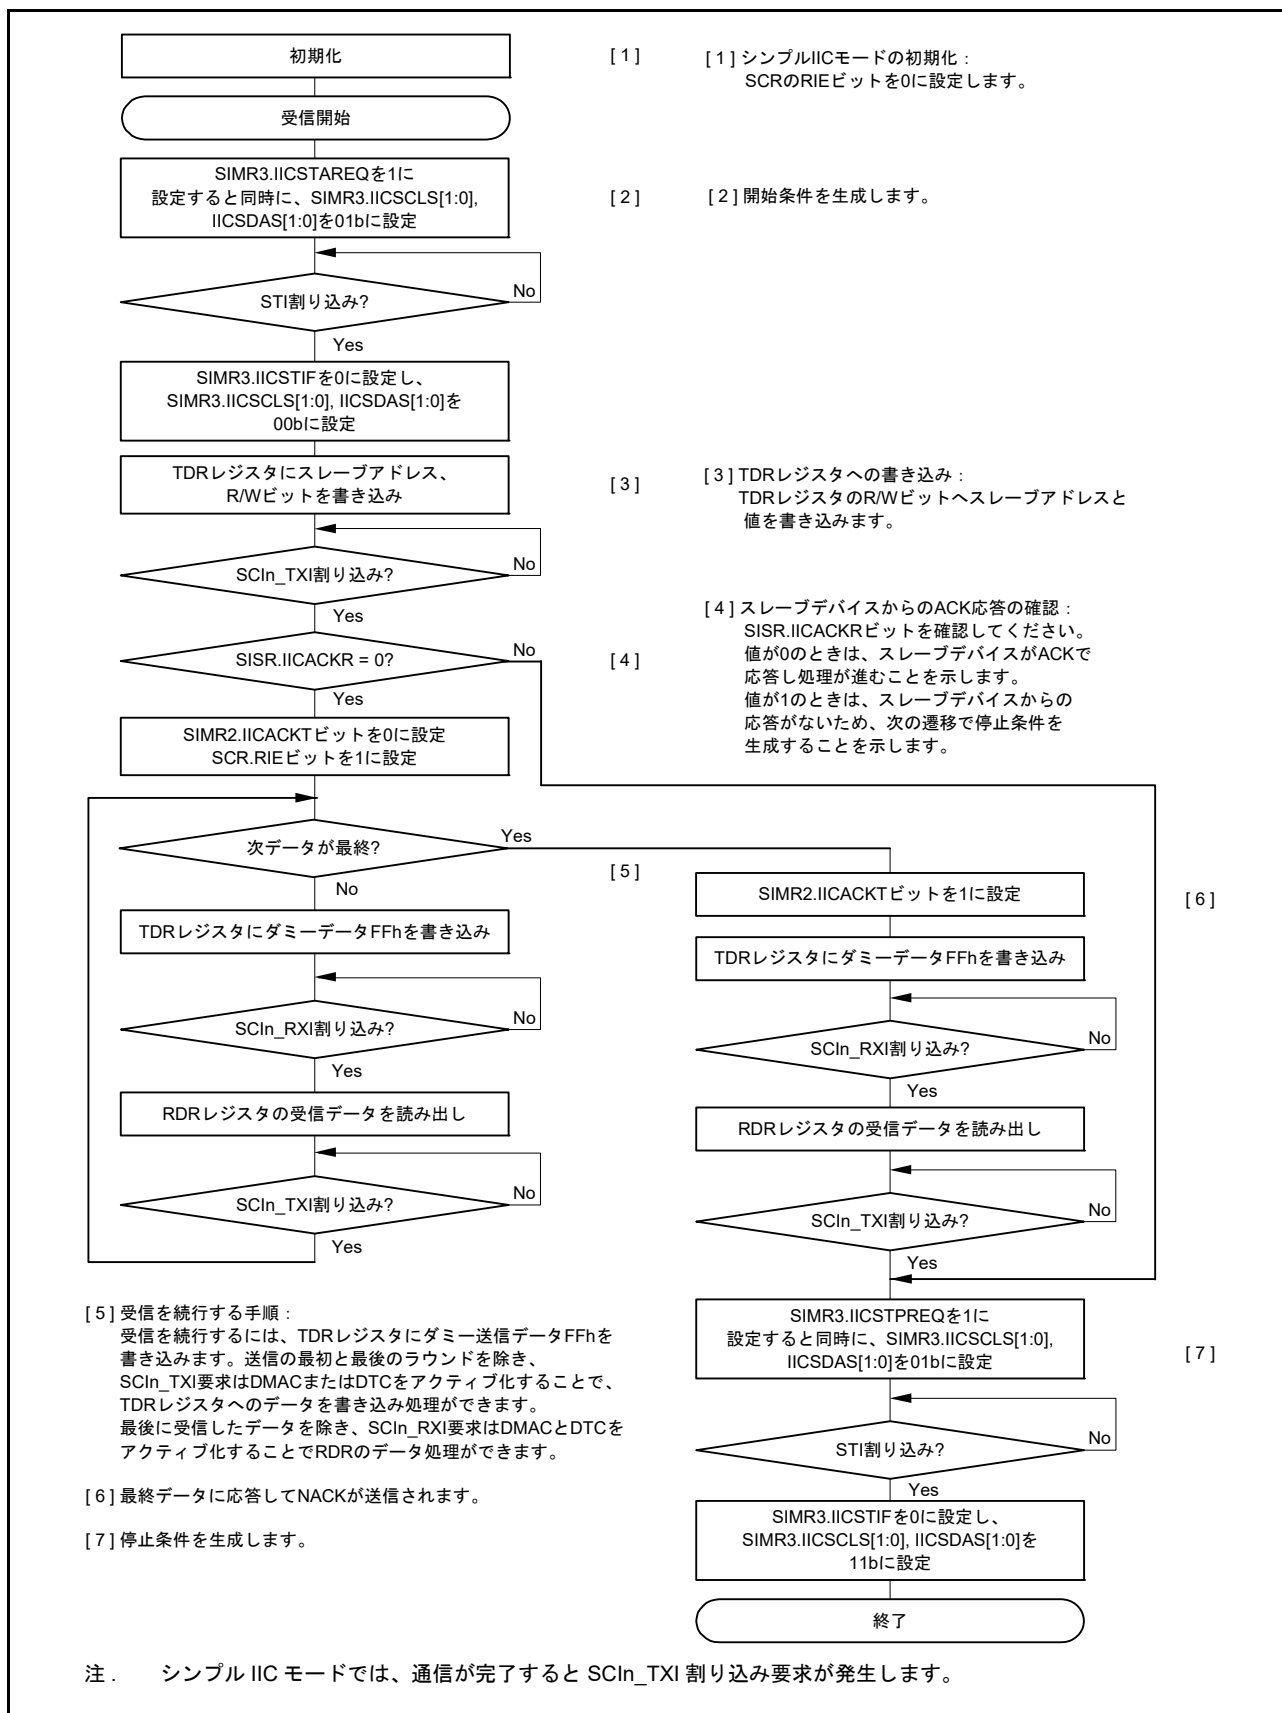 初期化
[ 1 ]
[ 1 ] シンプルIICモードの初期化：
SCRのRIEビットを0に設定します。
受信開始
SIMR3.IICSTAREQを1に
設定すると同時に、SIMR3.IICSCLS[1:0],
IICSDAS[1:0]を01bに設定
[ 2 ]
[ 2 ] 開始条件を生成します。
STI割り込み?
No
Yes
SIMR3.IICSTIFを0に設定し、
SIMR3.IICSCLS[1:0], IICSDAS[1:0]を
00bに設定
TDRレジスタにスレーブアドレス、
R/Wビットを書き込み
[ 3 ]
[ 3 ] TDRレジスタへの書き込み：
TDRレジスタのR/Wビットへスレーブアドレスと
値を書き込みます。
SCIn_TXI割り込み?
No
Yes
SISR.IICACKR = 0?
No
Yes
[ 4 ]
[ 4 ] スレーブデバイスからのACK応答の確認：
SISR.IICACKRビットを確認してください。
値が0のときは、スレーブデバイスがACKで
応答し処理が進むことを示します。
値が1のときは、スレーブデバイスからの
応答がないため、次の遷移で停止条件を
生成することを示します。
SIMR2.IICACKTビットを0に設定
SCR.RIEビットを1に設定
次データが最終?
Yes
No
[ 5 ]
TDRレジスタにダミーデータFFhを書き込み
SCIn_RXI割り込み?
No
Yes
RDRレジスタの受信データを読み出し
SCIn_TXI割り込み?
No
Yes
SIMR2.IICACKTビットを1に設定
[ 6 ]
TDRレジスタにダミーデータFFhを書き込み
SCIn_RXI割り込み?
No
Yes
RDRレジスタの受信データを読み出し
SCIn_TXI割り込み?
No
Yes
SIMR3.IICSTPREQを1に
設定すると同時に、SIMR3.IICSCLS[1:0],
IICSDAS[1:0]を01bに設定
[ 7 ]
STI割り込み?
No
Yes
SIMR3.IICSTIFを0に設定し、
SIMR3.IICSCLS[1:0], IICSDAS[1:0]を
11bに設定
終了
[ 5 ] 受信を続行する手順：
受信を続行するには、TDRレジスタにダミー送信データFFhを
書き込みます。送信の最初と最後のラウンドを除き、
SCIn_TXI要求はDMACまたはDTCをアクティブ化することで、
TDRレジスタへのデータを書き込み処理ができます。
最後に受信したデータを除き、SCIn_RXI要求はDMACとDTCを
アクティブ化することでRDRのデータ処理ができます。
[ 6 ] 最終データに応答してNACKが送信されます。
[ 7 ] 停止条件を生成します。
注． シンプル IIC モードでは、通信が完了すると SCIn_TXI 割り込み要求が発生します。